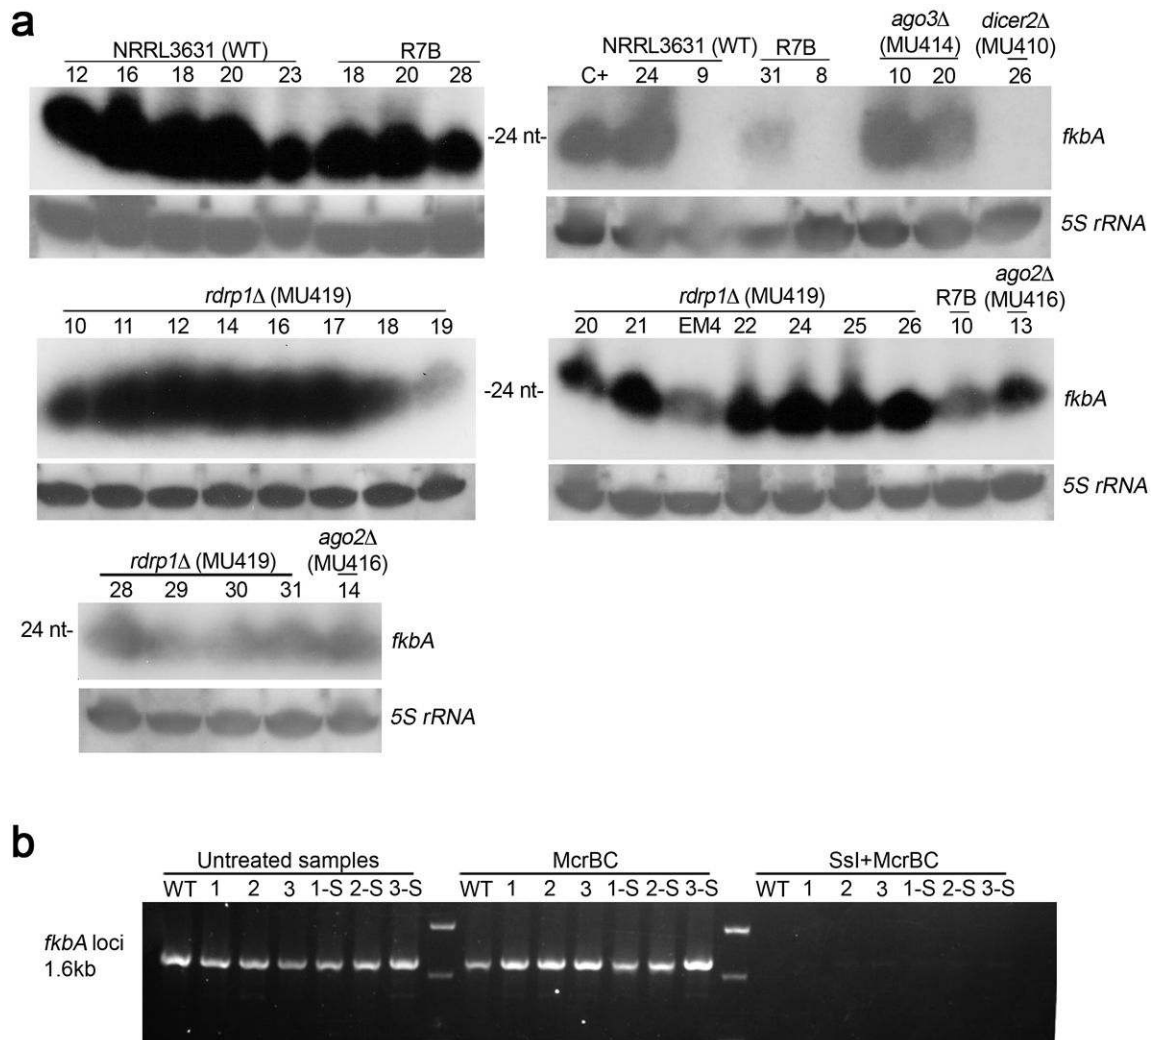 a
NRRL3631 (WT) R7B
12 16 18 20 23 18 20 28
ago3Δ dicer2Δ
NRRL3631 (WT) R7B (MU414) (MU410)
C+ 24 9 31 8 10 20 26
-24 nt- fkbA
5S rRNA
rdrp1Δ (MU419)
10 11 12 14 16 17 18 19
ago2Δ
rdrp1Δ (MU419) R7B (MU416)
20 21 EM4 22 24 25 26 10 13
-24 nt- fkbA
5S rRNA
ago2Δ
rdrp1Δ (MU419) (MU416)
28 29 30 31 14
24 nt- fkbA
5S rRNA
b
Untreated samples McrBC SsI+McrBC
WT 1 2 3 1-S 2-S 3-S WT 1 2 3 1-S 2-S 3-S WT 1 2 3 1-S 2-S 3-S
fkbA loci
1.6kb